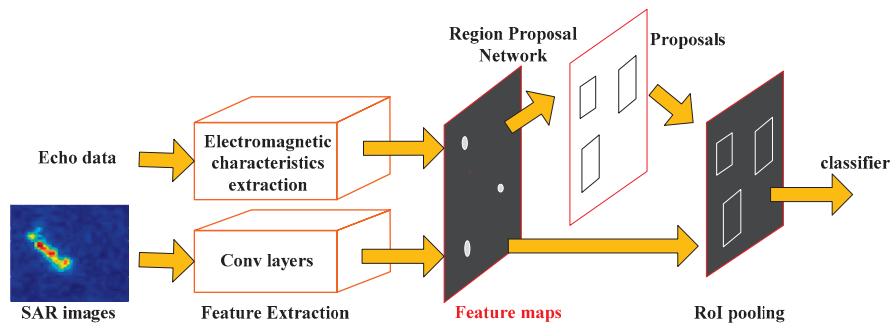 Region Proposal
Network
Proposals
Echo data
Electromagnetic
characteristics
extraction
classifier
Conv layers
SAR images
Feature Extraction
Feature maps
RoI pooling